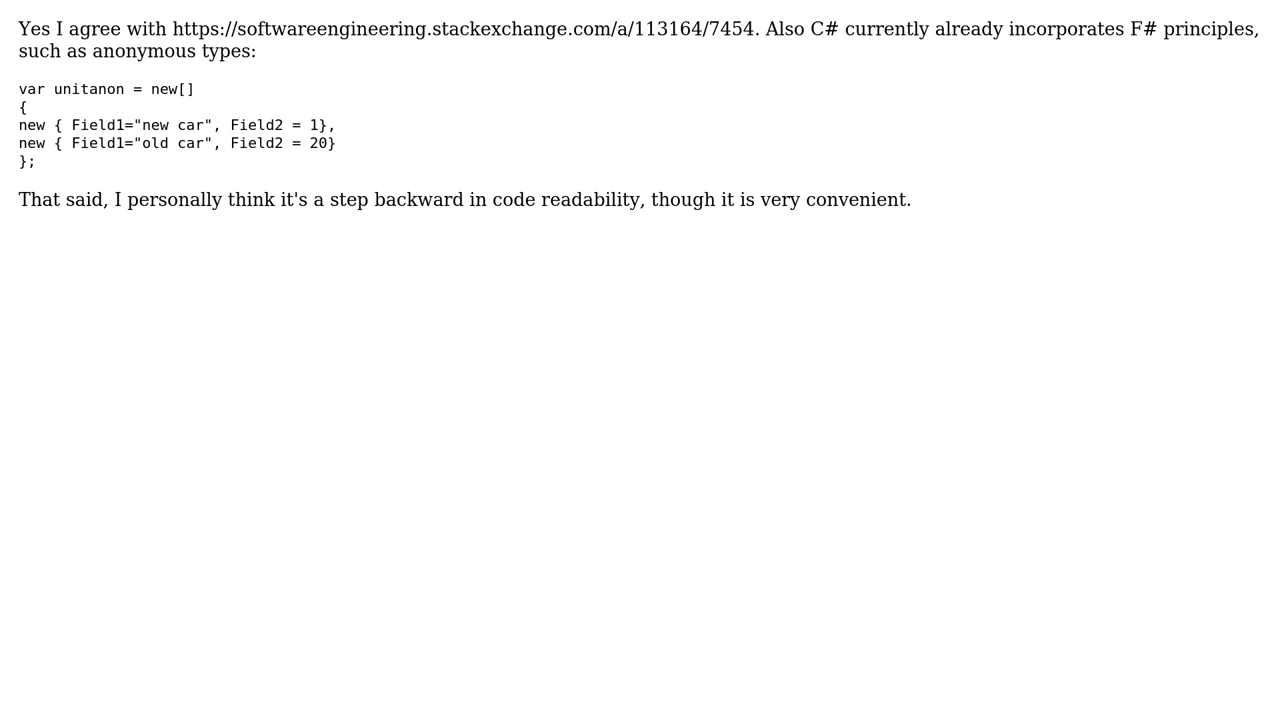 Yes I agree with https://softwareengineering.stackexchange.com/a/113164/7454. Also C# currently already incorporates F# principles,
such as anonymous types:
var unitanon = new[]
{
new { Field1="new car", Field2 = 1},
new { Field1="old car", Field2 = 20}
};
That said, I personally think it's a step backward in code readability, though it is very convenient.